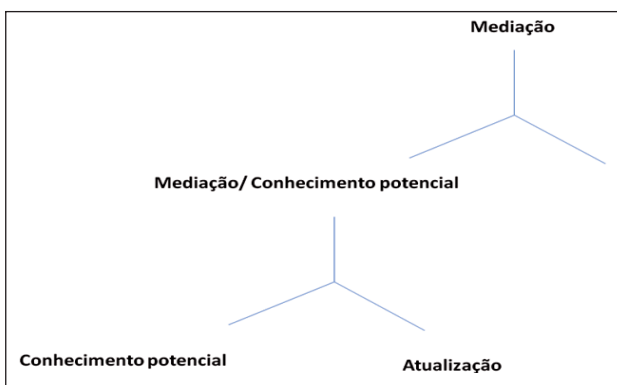 Mediação
Mediação/ Conhecimento potencial
Conhecimento potencial
Atualização